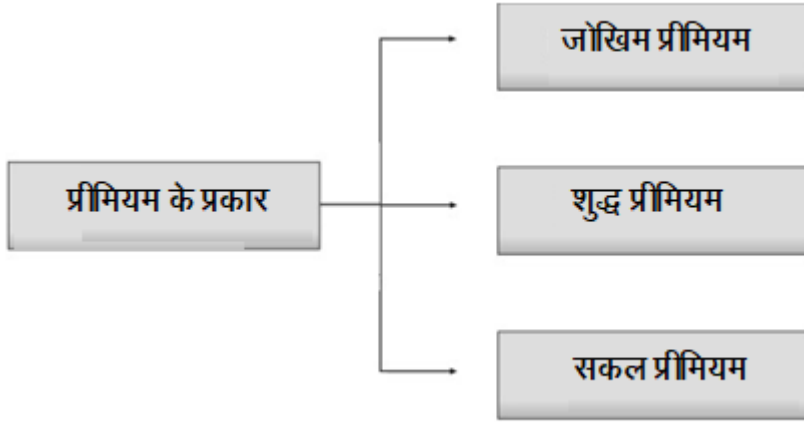 जोखिम प्रीमियम
प्रीमियम के प्रकार
शुद्ध प्रीमियम
सकल प्रीमियम